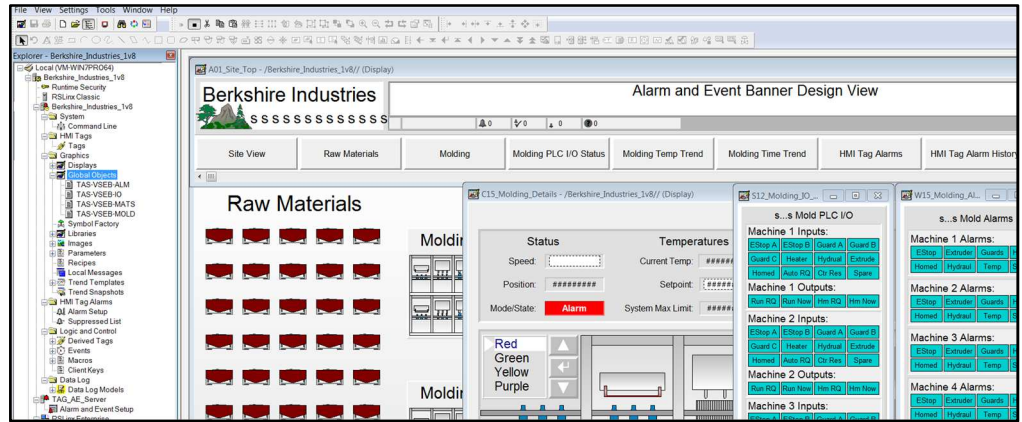 File View Settings Tools Window Help
Explorer - Berkshire_Industries_1v8
Local (VM-WIN7PRO64)
Berkshire_Industries_1v8
Runtime Security
RSLinx Classic
Berkshire_Industries_1v8
System
Command Line
HMI Tags
Tags
Graphics
Displays
Global Objects
TAS-VSEB-ALM
TAS-VSEB-IO
TAS-VSEB-MATS
TAS-VSEB-MOLD
Symbol Factory
Libraries
Images
Parameters
Recipes
Local Messages
Trend Templates
Trend Snapshots
HMI Tag Alarms
Alarm Setup
Suppressed List
Logic and Control
Derived Tags
Events
Macros
Client Keys
Data Log
Data Log Models
TAG_AE_Server
Alarm and Event Setup
RSLinx Enterprise
A01_Site_Top - /Berkshire_Industries_1v8// (Display)
Berkshire Industries
S S S S S S S S S S S S S
Alarm and Event Banner Design View
0 0 0 0
Site View Raw Materials Molding Molding PLC I/O Status Molding Temp Trend Molding Time Trend HMI Tag Alarms HMI Tag Alarm History
Raw Materials
Moldin
Moldin
C15_Molding_Details - /Berkshire_Industries_1v8// (Display)
Status Temperatures
Speed: Current Temp: ######
Position: ######### Setpoint: ######
Mode/State: Alarm System Max Limit: ######
Red
Green
Yellow
Purple
S12_Molding_IO_...
s...s Mold PLC I/O
Machine 1 Inputs:
EStop A EStop B Guard A Guard B
Guard C Heater Hydrual Extrude
Homed Auto RQ Ctr Res Spare
Machine 1 Outputs:
Run RQ Run Now Hm RQ Hm Now
Machine 2 Inputs:
EStop A EStop B Guard A Guard B
Guard C Heater Hydrual Extrude
Homed Auto RQ Ctr Res Spare
Machine 2 Outputs:
Run RQ Run Now Hm RQ Hm Now
Machine 3 Inputs:
EStop A EStop B Guard A Guard B
W15_Molding_Al...
s...s Mold Alarms
Machine 1 Alarms:
EStop Extruder Guards
Homed Hydraul Temp
Machine 2 Alarms:
EStop Extruder Guards
Homed Hydraul Temp
Machine 3 Alarms:
EStop Extruder Guards
Homed Hydraul Temp
Machine 4 Alarms:
EStop Extruder Guards
Homed Hydraul Temp